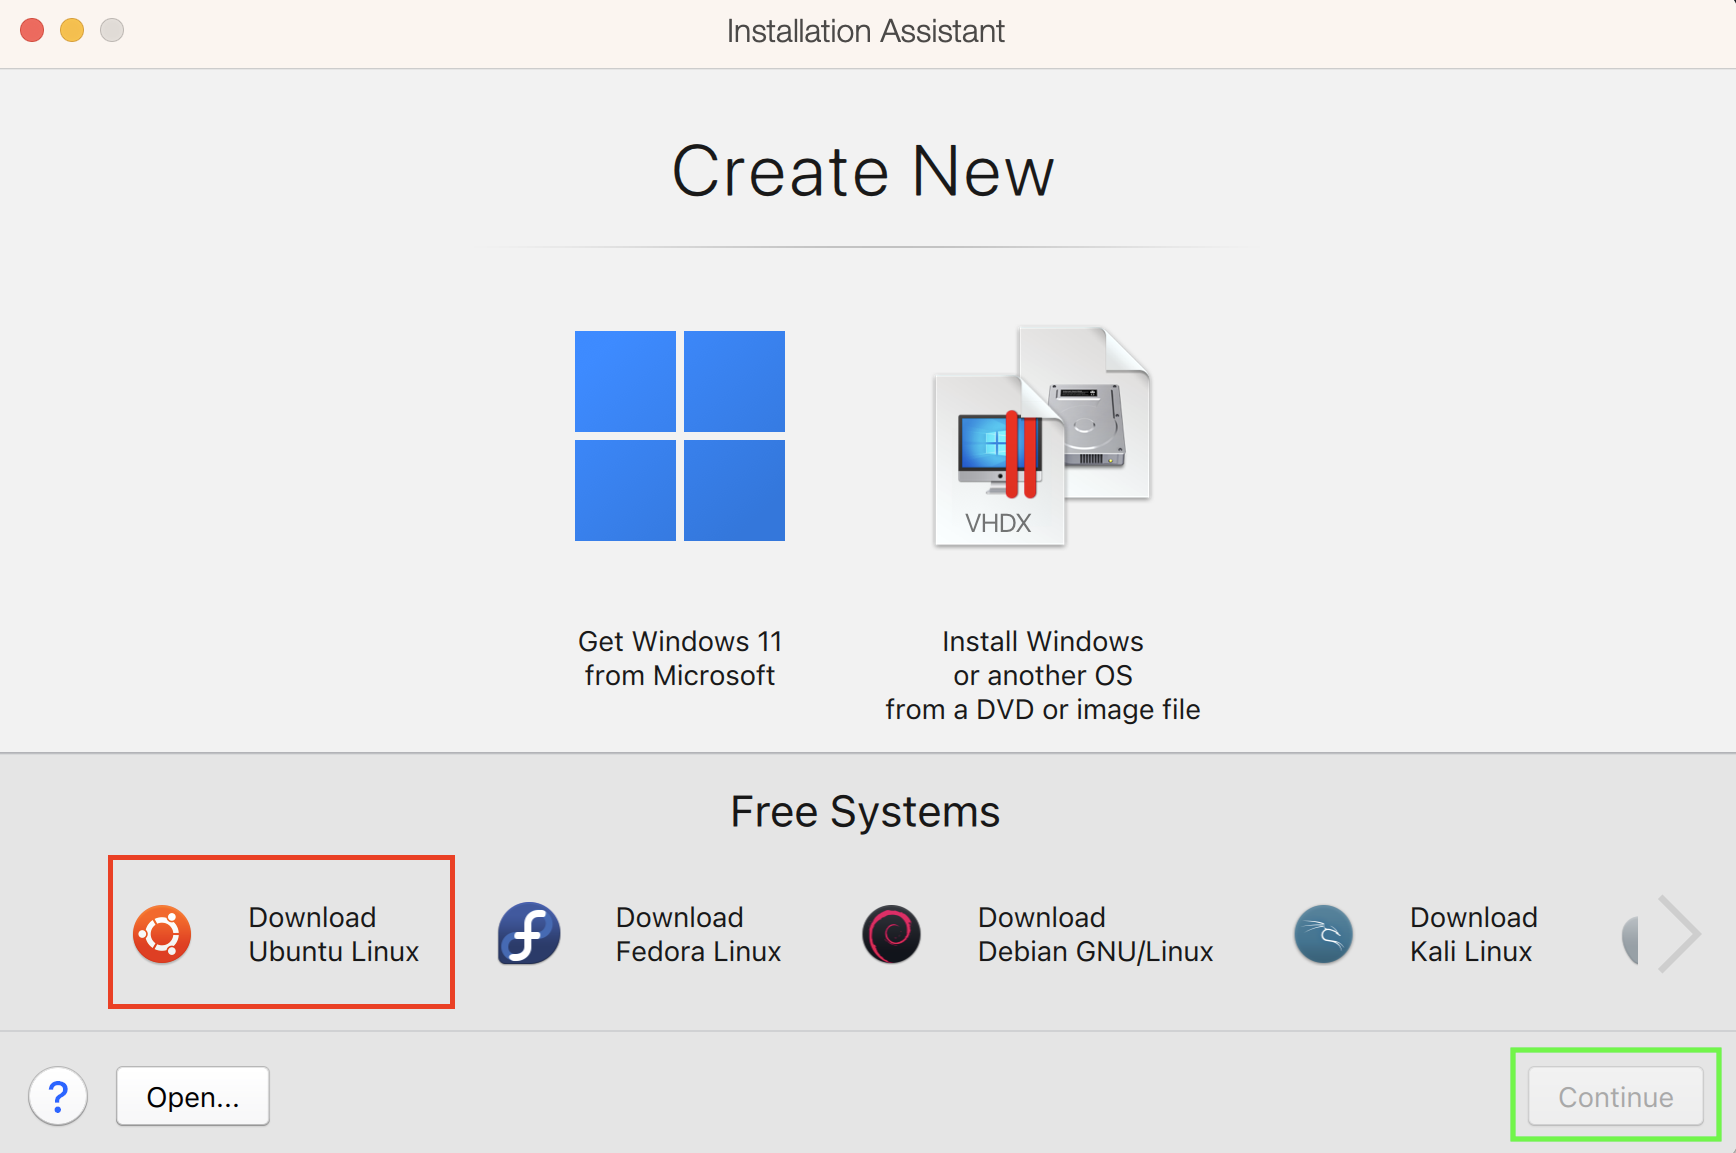 Installation Assistant
Create New
VHDX
Get Windows 11
from Microsoft
Install Windows
or another OS
from a DVD or image file
Free Systems
Download
Ubuntu Linux
Download
Fedora Linux
Download
Debian GNU/Linux
Download
Kali Linux
?
Open...
Continue